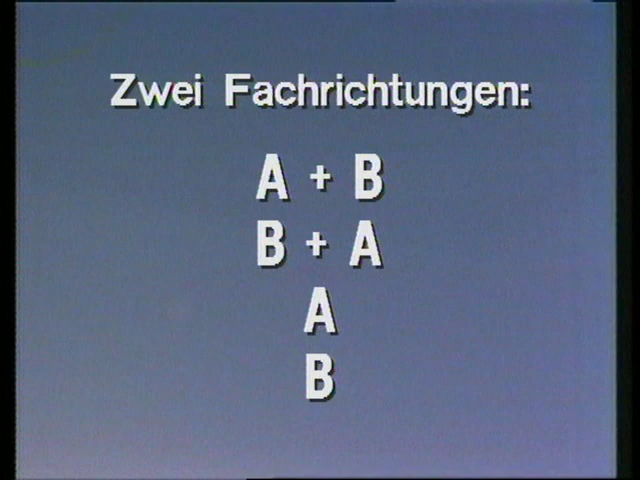 Zwei Fachrichtungen:
A + B
B + A
A
B